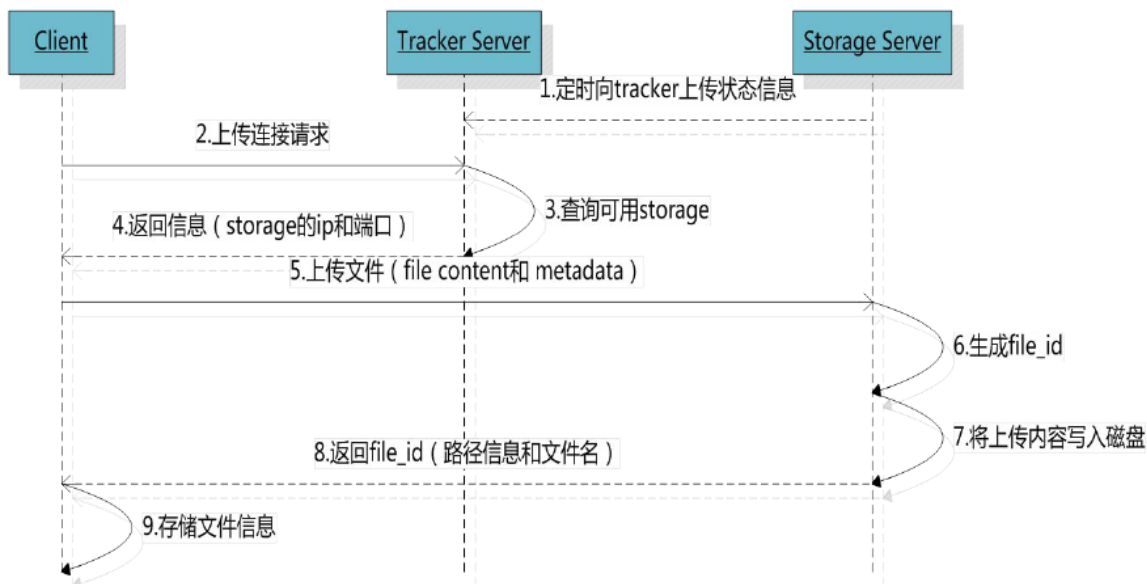 Client
Tracker Server
Storage Server
1.定时向tracker上传状态信息
2.上传连接请求
3.查询可用storage
4.返回信息（storage的ip和端口）
5.上传文件（file content和 metadata）
6.生成file_id
7.将上传内容写入磁盘
8.返回file_id（路径信息和文件名）
9.存储文件信息